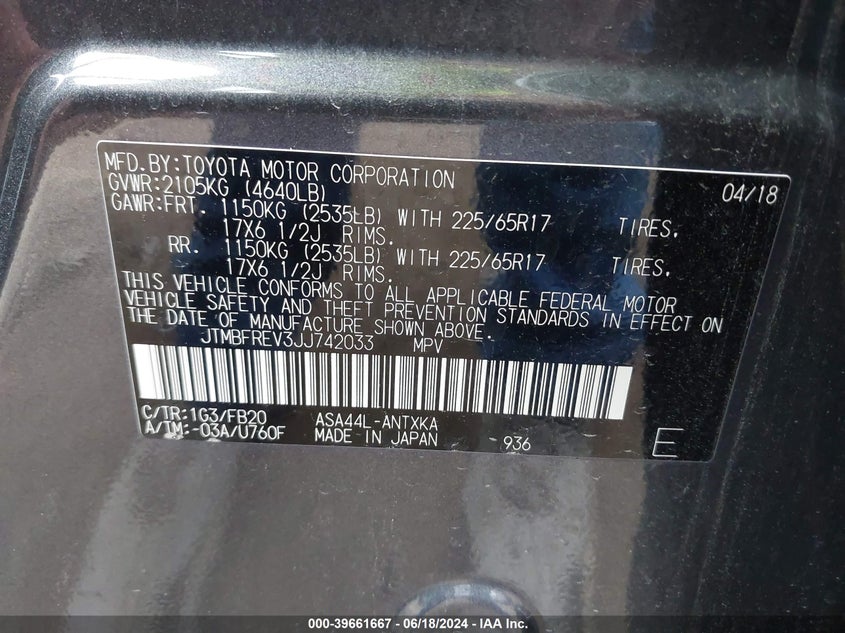 MFD.BY:TOYOTA MOTOR CORPORATION 04/18
GVWR:2105KG (4640LB)
GAWR:FRT. 1150KG (2535LB) WITH 225/65R17 TIRES,
17X6 1/2J RIMS.
RR. 1150KG (2535LB) WITH 225/65R17 TIRES,
17X6 1/2J RIMS.
THIS VEHICLE CONFORMS TO ALL APPLICABLE FEDERAL MOTOR
VEHICLE SAFETY AND THEFT PREVENTION STANDARDS IN EFFECT ON
THE DATE OF MANUFACTURE SHOWN ABOVE.
JTMBFREV3JJ742033 MPV
C/TR:1G3/FB20 ASA44L-ANTXKA
A/TM:-03A/U760F MADE IN JAPAN 936 E
000-39661667 - 06/18/2024 - IAA Inc.